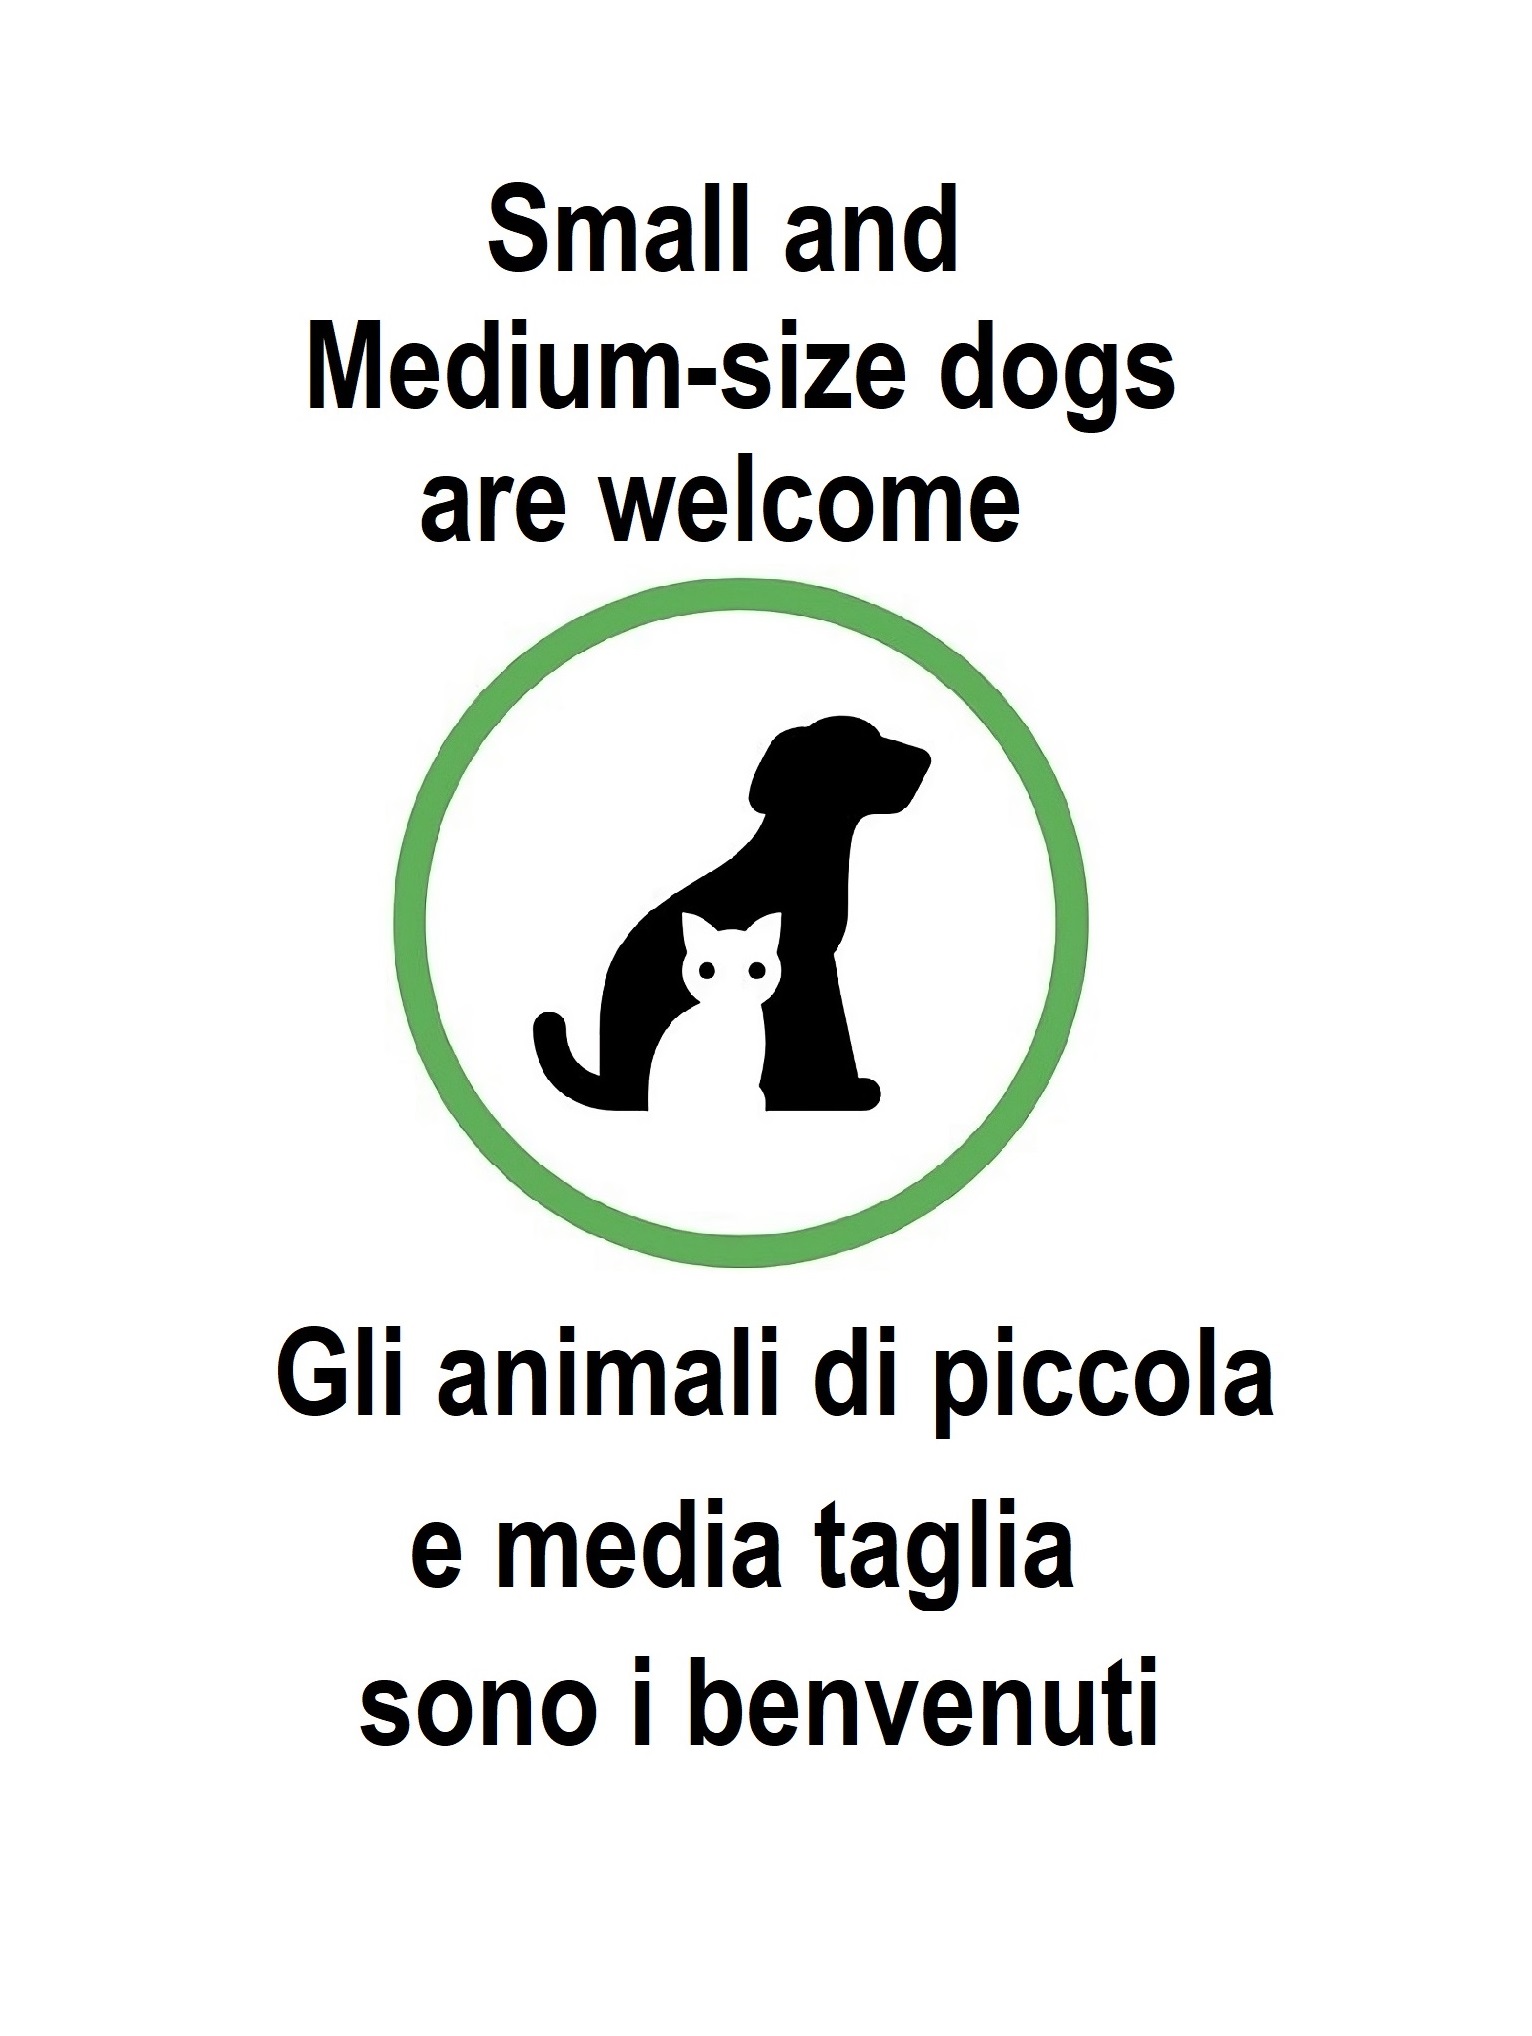 Small and
Medium-size dogs
are welcome
Gli animali di piccola
e media taglia
sono i benvenuti